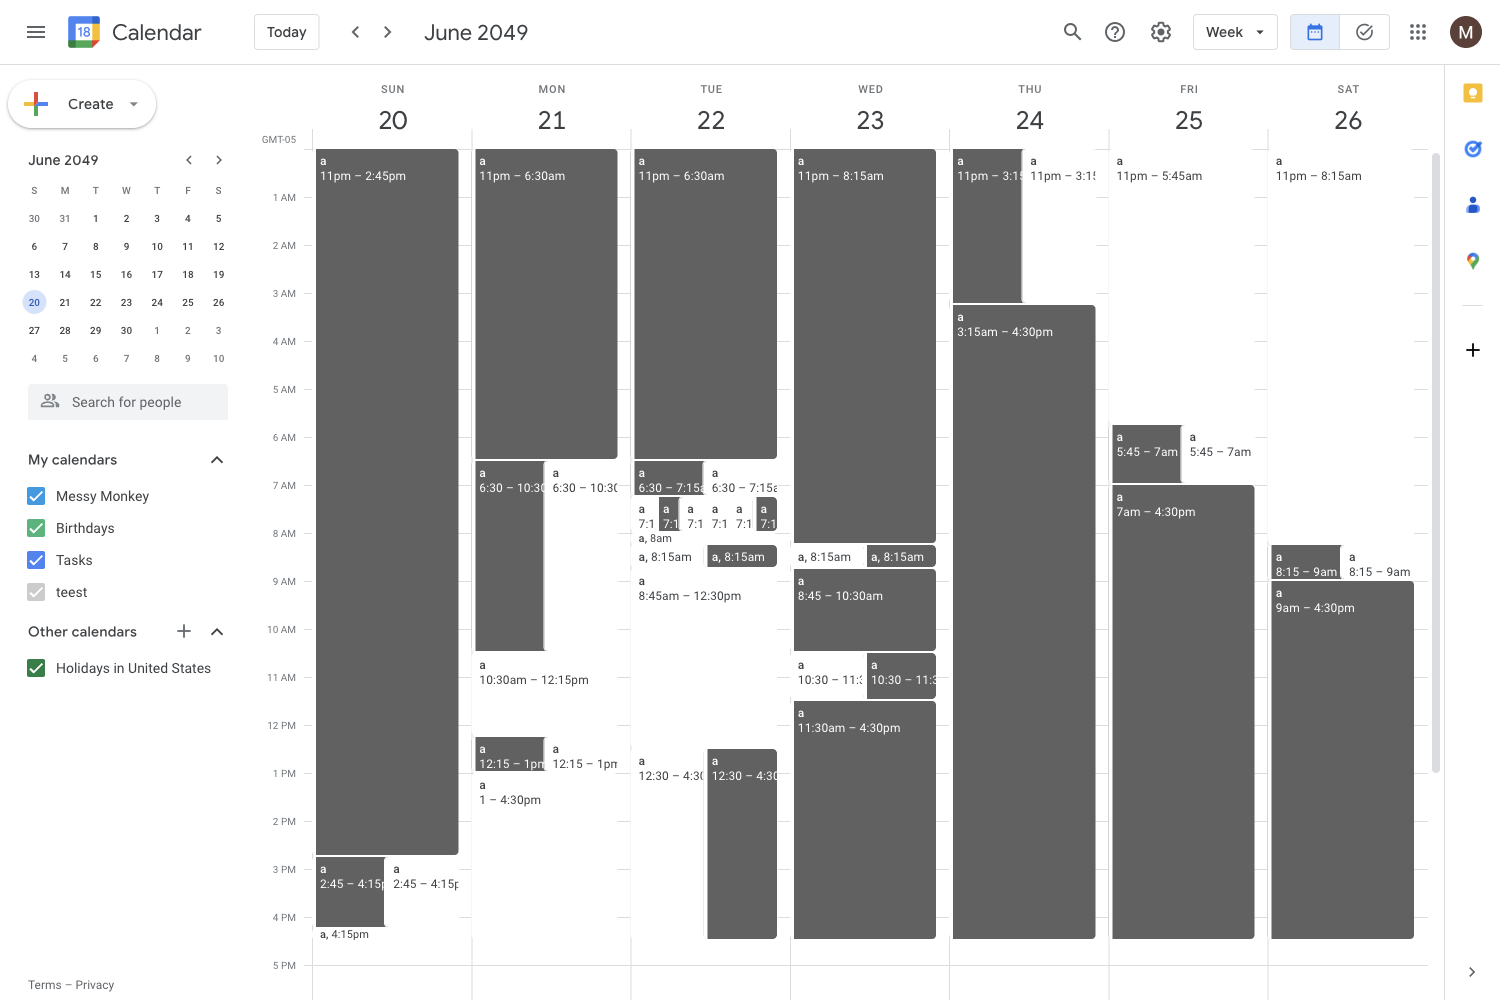 18 Calendar
Today
June 2049
Week
M
Create
June 2049
S M T W T F S
30 31 1 2 3 4 5
6 7 8 9 10 11 12
13 14 15 16 17 18 19
20 21 22 23 24 25 26
27 28 29 30 1 2 3
4 5 6 7 8 9 10
Search for people
My calendars
Messy Monkey
Birthdays
Tasks
teest
Other calendars
Holidays in United States
Terms – Privacy
GMT-05
1 AM
2 AM
3 AM
4 AM
5 AM
6 AM
7 AM
8 AM
9 AM
10 AM
11 AM
12 PM
1 PM
2 PM
3 PM
4 PM
5 PM
SUN
20
a
11pm – 2:45pm
a
2:45 – 4:15p
a
2:45 – 4:15p
a, 4:15pm
MON
21
a
11pm – 6:30am
a
6:30 – 10:30
a
6:30 – 10:30
a
10:30am – 12:15pm
a
12:15 – 1pm
a
12:15 – 1pm
a
1 – 4:30pm
TUE
22
a
11pm – 6:30am
a
6:30 – 7:15a
a
6:30 – 7:15a
a
7:1
a
7:1
a
7:1
a
7:1
a
7:1
a
7:1
a, 8am
a, 8:15am
a, 8:15am
a
8:45am – 12:30pm
a
12:30 – 4:30
a
12:30 – 4:30
WED
23
a
11pm – 8:15am
a, 8:15am
a, 8:15am
a
8:45 – 10:30am
a
10:30 – 11:3
a
10:30 – 11:3
a
11:30am – 4:30pm
THU
24
a
11pm – 3:15
a
11pm – 3:15
a
3:15am – 4:30pm
FRI
25
a
11pm – 5:45am
a
5:45 – 7am
a
5:45 – 7am
a
7am – 4:30pm
SAT
26
a
11pm – 8:15am
a
8:15 – 9am
a
8:15 – 9am
a
9am – 4:30pm